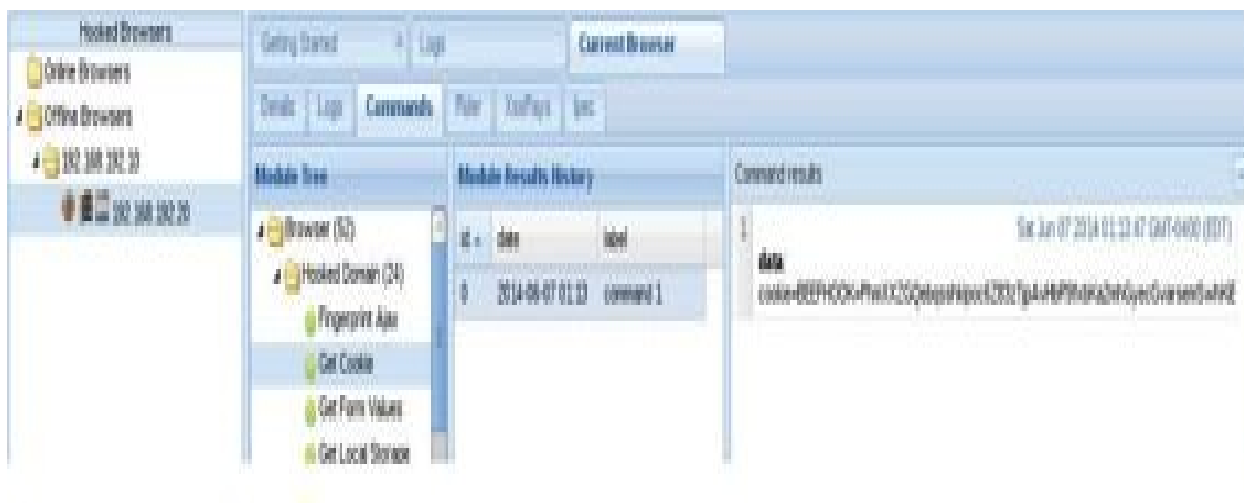 Hooked Browsers
Online Browsers
Offline Browsers
192.168.192.20
Getting Started
Logs
Current Browser
Details
Logs
Commands
Rider
XssRays
Ipec
Module Tree
Browser (52)
Hooked Domain (24)
Fingerprint Ajax
Get Cookie
Get Form Values
Get Local Storage
Module Results History
id
date
label
0
2014-06-07 01:13
command 1
Command results
1
data